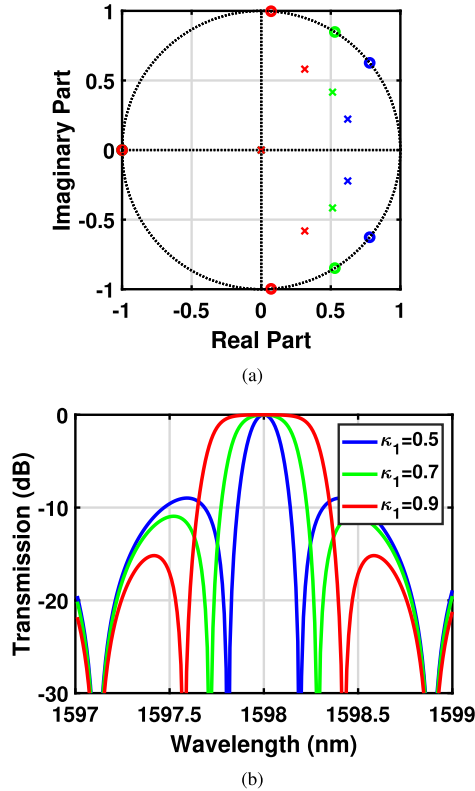 1
0.5
0
-0.5
-1
Imaginary Part
-1 -0.5 0 0.5 1
Real Part
(a)
0
-10
-20
-30
Transmission (dB)
κ1=0.5
κ1=0.7
κ1=0.9
1597 1597.5 1598 1598.5 1599
Wavelength (nm)
(b)